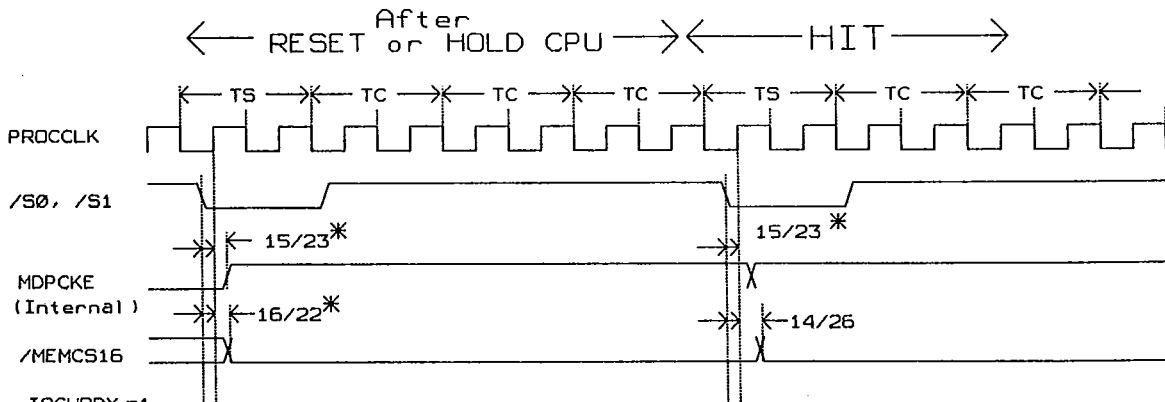 After
RESET or HOLD CPU HIT
TS TC TC TC TS TC TC
PROCCLK
/SØ, /S1
15/23* 15/23*
MDPCKE
(Internal)
16/22* 14/26
/MEMCS16